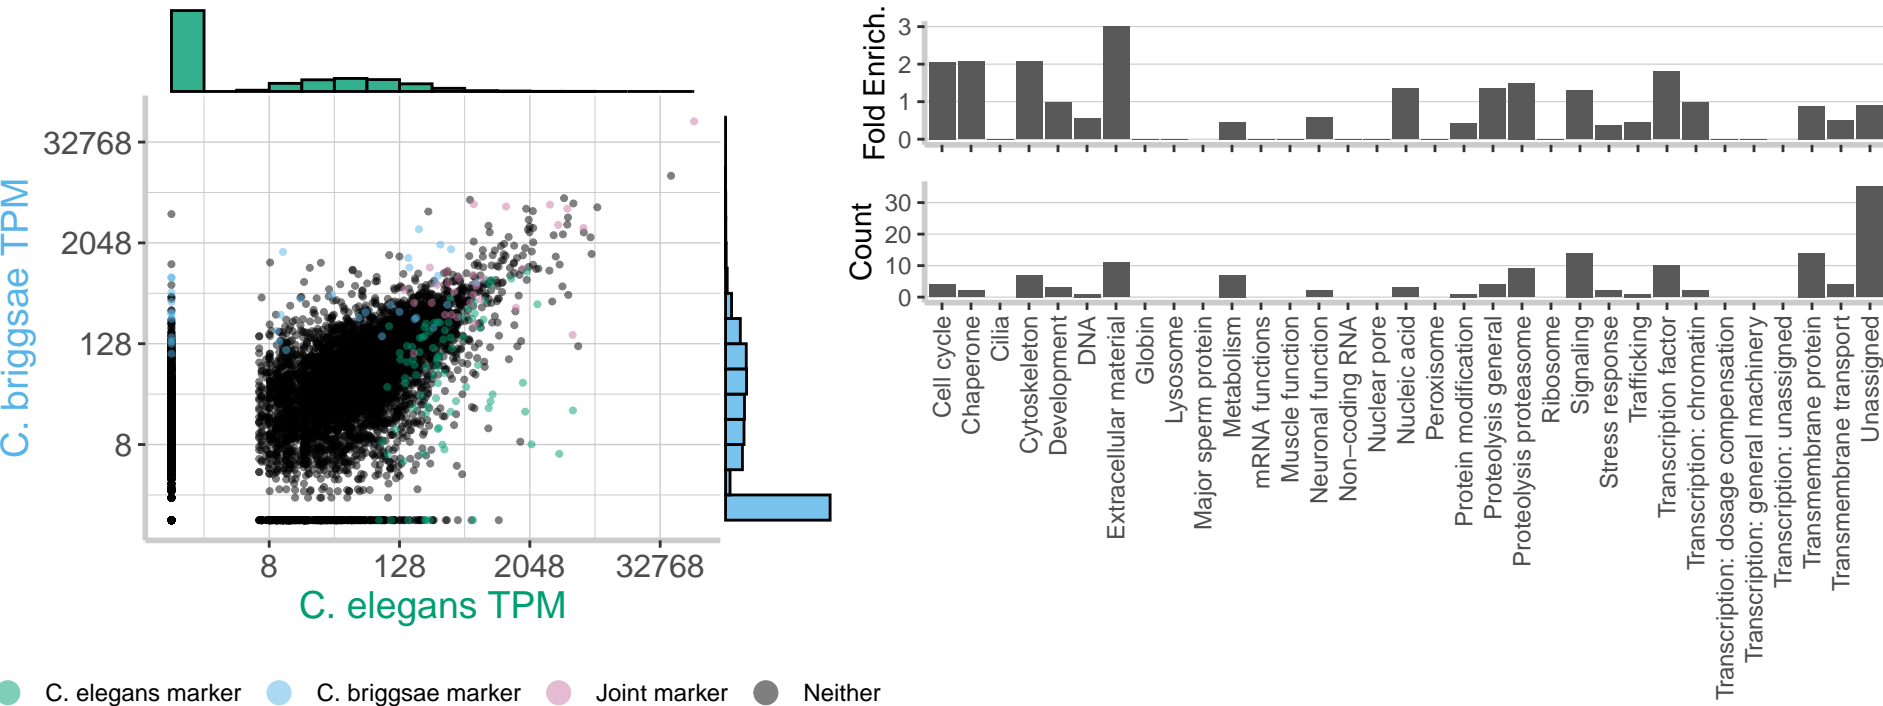 32768
2048
128
8
C. briggsae TPM
8
128
2048
32768
C. elegans TPM
C. elegans marker
C. briggsae marker
Joint marker
Neither
Fold Enrich.
3
2
1
0
Count
30
20
10
0
Cell cycle
Chaperone
Cilia
Cytoskeleton
Development
DNA
Extracellular material
Globin
Lysosome
Major sperm protein
Metabolism
mRNA functions
Muscle function
Neuronal function
Non−coding RNA
Nuclear pore
Nucleic acid
Peroxisome
Protein modification
Proteolysis general
Proteolysis proteasome
Ribosome
Signaling
Stress response
Trafficking
Transcription factor
Transcription: chromatin
Transcription: dosage compensation
Transcription: general machinery
Transcription: unassigned
Transmembrane protein
Transmembrane transport
Unassigned